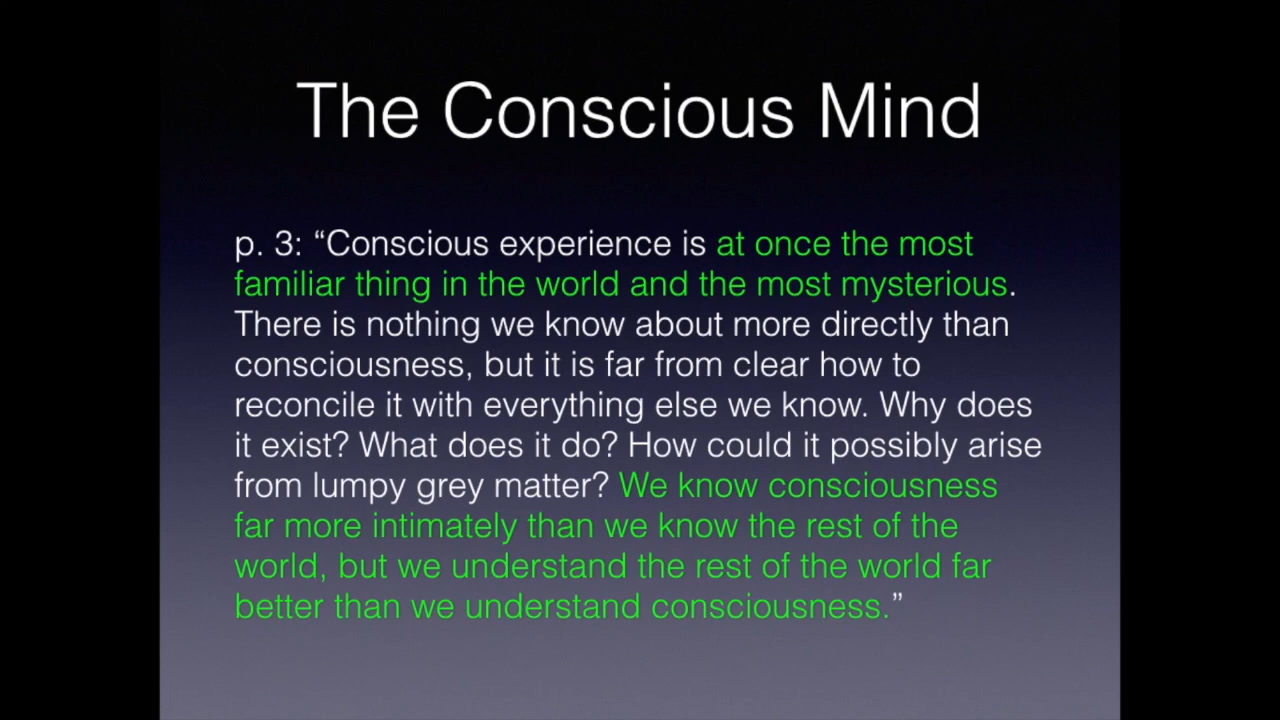 The Conscious Mind
p. 3: “Conscious experience is at once the most
familiar thing in the world and the most mysterious.
There is nothing we know about more directly than
consciousness, but it is far from clear how to
reconcile it with everything else we know. Why does
it exist? What does it do? How could it possibly arise
from lumpy grey matter? We know consciousness
far more intimately than we know the rest of the
world, but we understand the rest of the world far
better than we understand consciousness.”